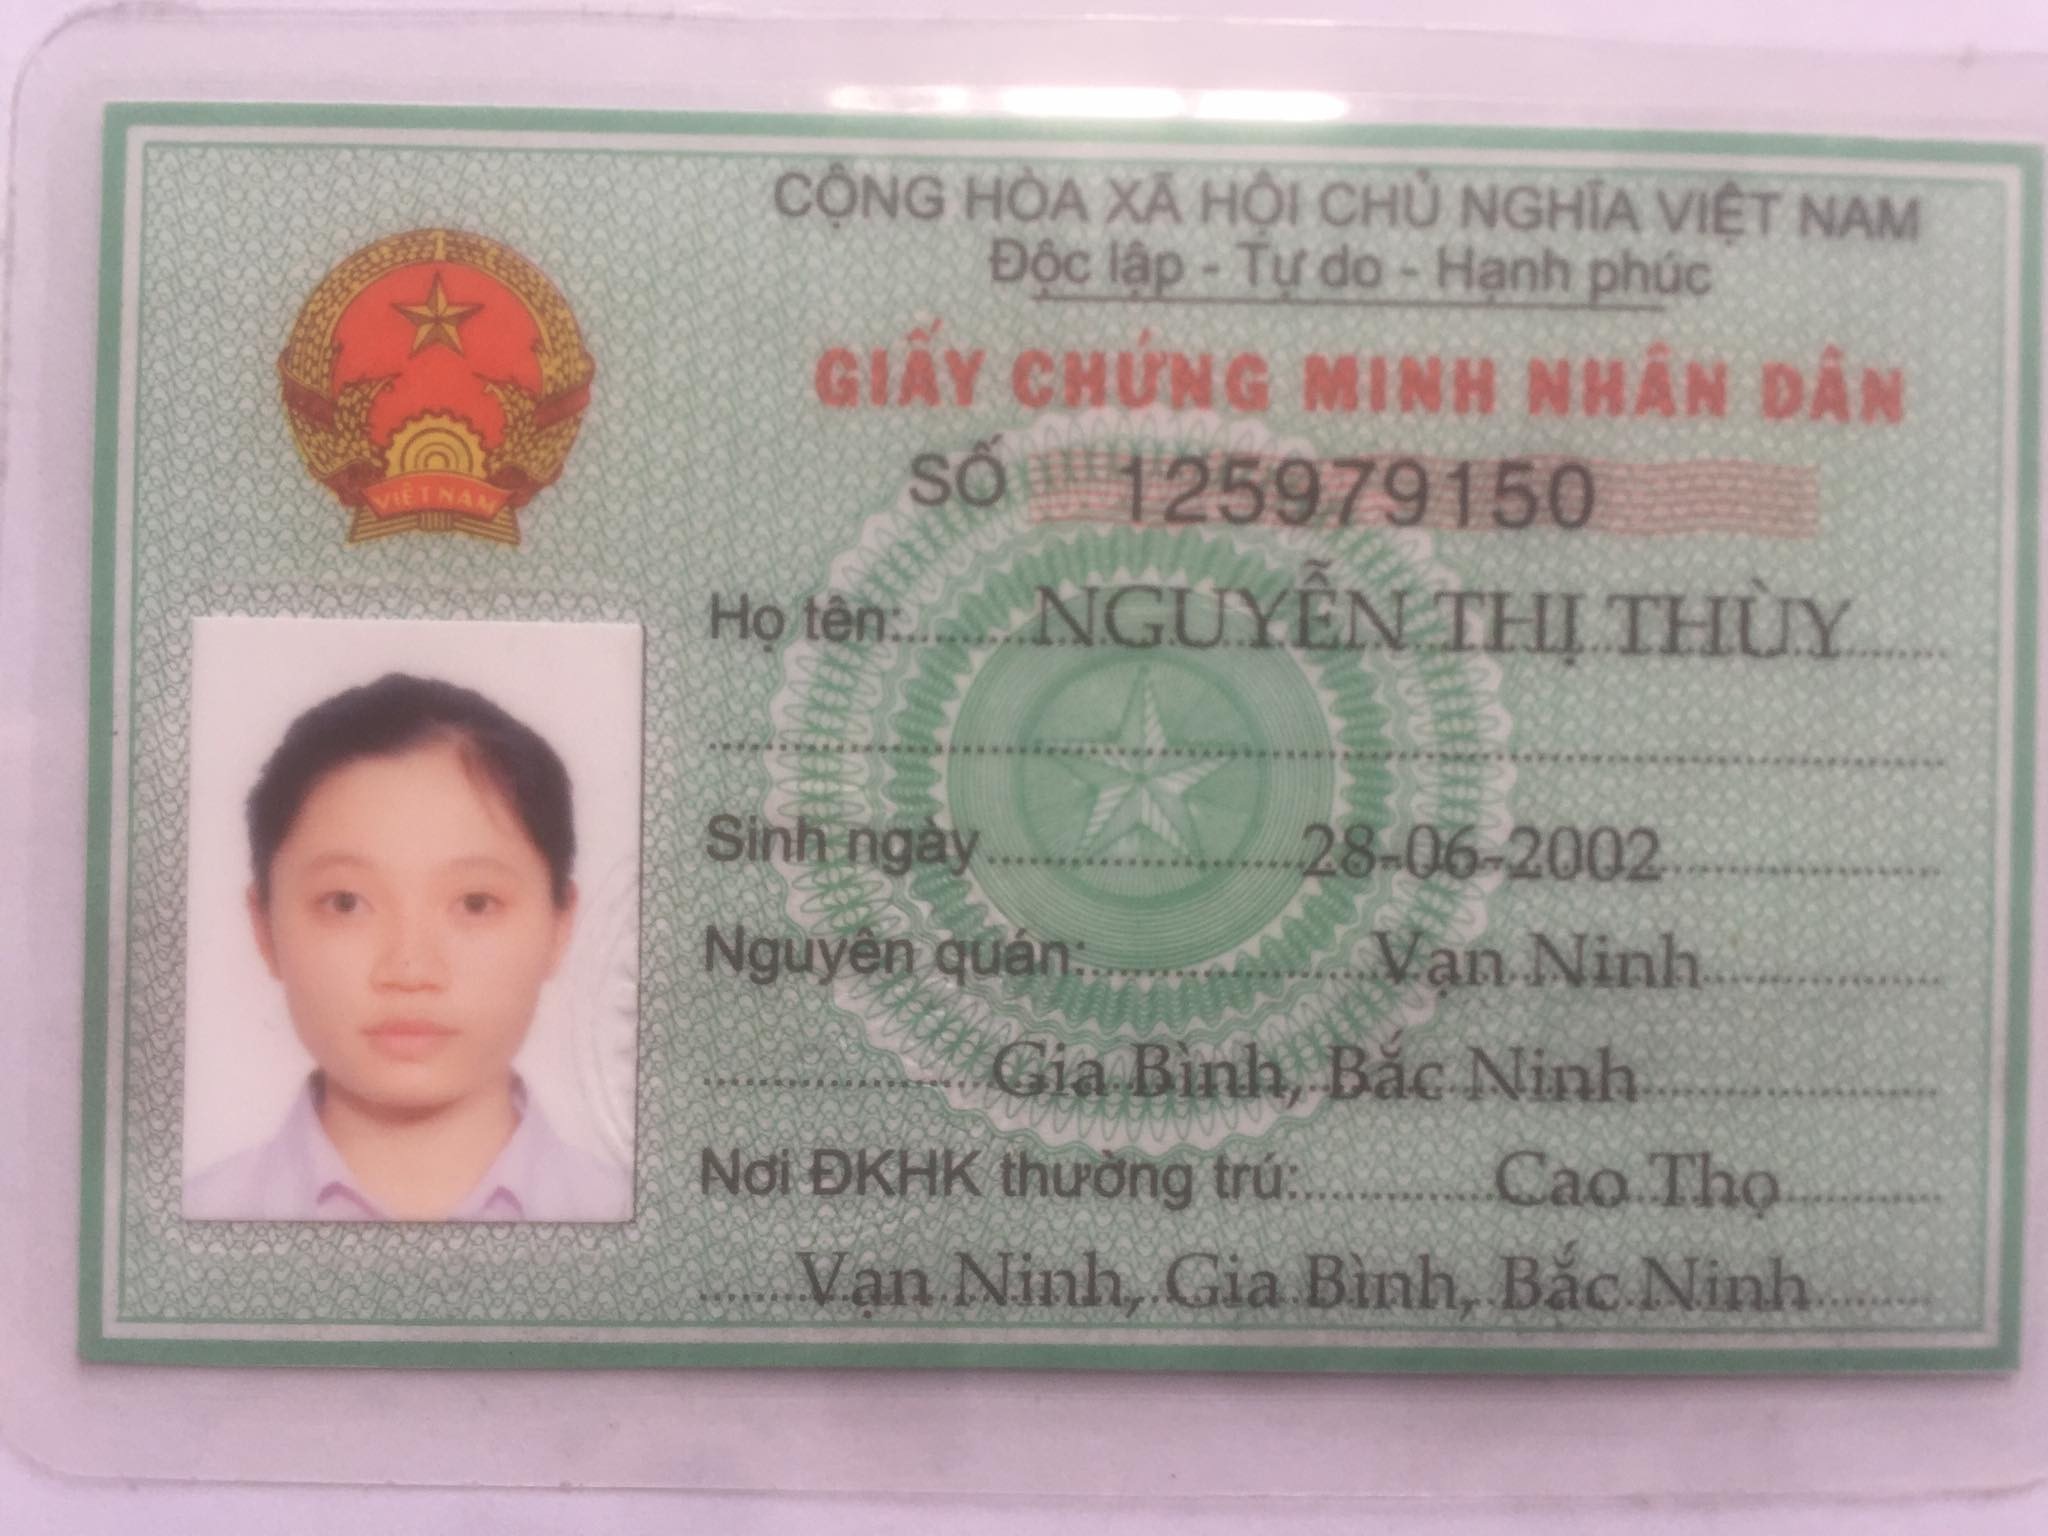 CỘNG HÒA XÃ HỘI CHỦ NGHĨA VIỆT NAM
Độc lập - Tự do - Hạnh phúc
GIẤY CHỨNG MINH NHÂN DÂN
SỐ 125979150
Họ tên: NGUYỄN THỊ THÙY
Sinh ngày 28-06-2002
Nguyên quán: Vạn Ninh
Gia Bình, Bắc Ninh
Nơi ĐKHK thường trú: Cao Thọ
Vạn Ninh, Gia Bình, Bắc Ninh
VIỆT NAM